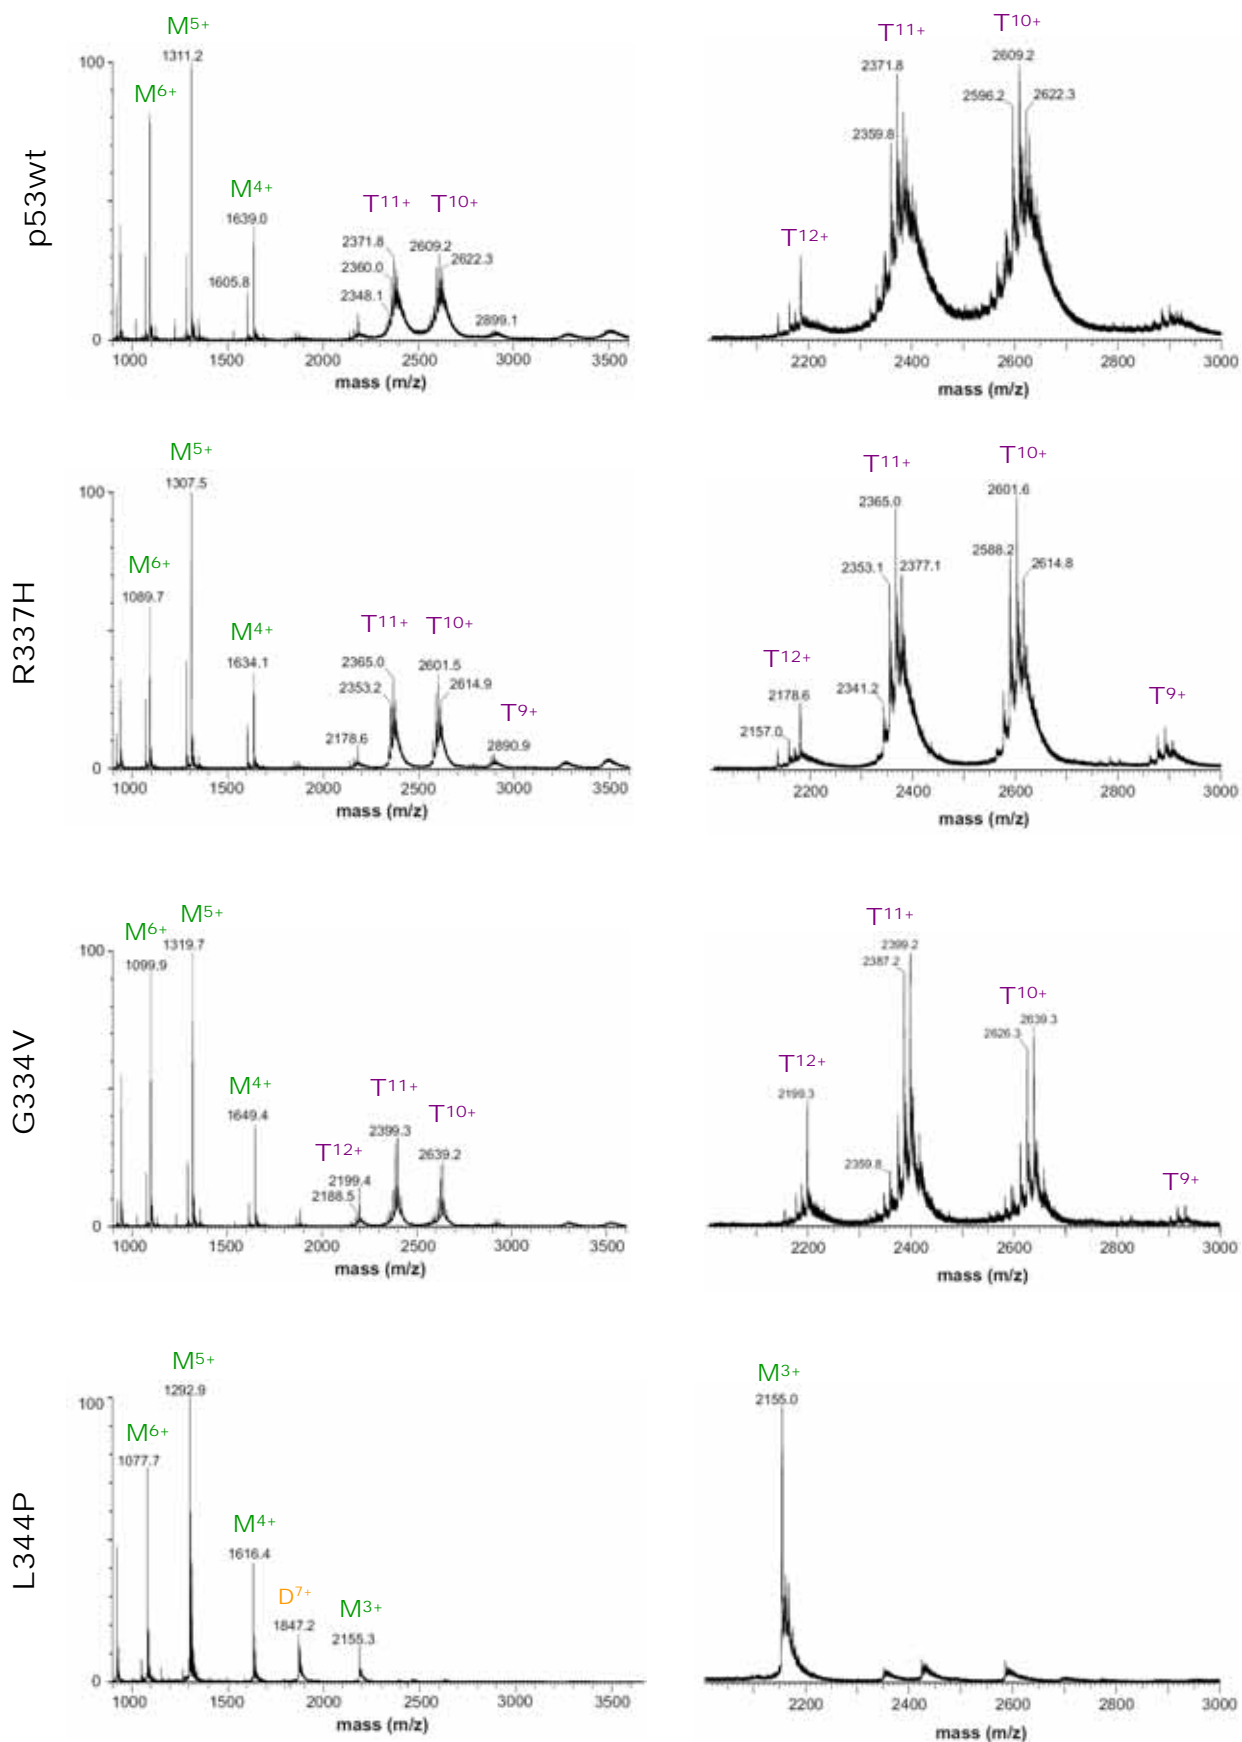 p53wt
M5+
1311.2
M6+
M4+
1639.0
1605.8
T11+
T10+
2371.8
2360.0
2348.1
2609.2
2622.3
2899.1
100
0
1000 1500 2000 2500 3000 3500
mass (m/z)
T11+
T10+
2371.8
2359.8
2609.2
2596.2
2622.3
T12+
2200 2400 2600 2800 3000
mass (m/z)
R337H
M5+
1307.5
M6+
1089.7
M4+
1634.1
T11+
T10+
2365.0
2353.2
2601.5
2614.9
T9+
2178.6
2890.9
100
0
1000 1500 2000 2500 3000 3500
mass (m/z)
T11+
T10+
2365.0
2353.1
2377.1
2601.6
2588.2
2614.8
T12+
2178.6
2157.0
2341.2
T9+
2200 2400 2600 2800 3000
mass (m/z)
G334V
M5+
M6+
1319.7
1099.9
M4+
1649.4
T11+
T10+
T12+
2399.3
2639.2
2199.4
2188.5
100
0
1000 1500 2000 2500 3000 3500
mass (m/z)
T11+
2399.2
2387.2
T10+
2639.3
2626.3
T12+
2199.3
2359.8
T9+
2200 2400 2600 2800 3000
mass (m/z)
L344P
M5+
1292.9
M6+
1077.7
M4+
1616.4
D7+
1847.2
M3+
2155.3
100
0
1000 1500 2000 2500 3000 3500
mass (m/z)
M3+
2155.0
2200 2400 2600 2800 3000
mass (m/z)